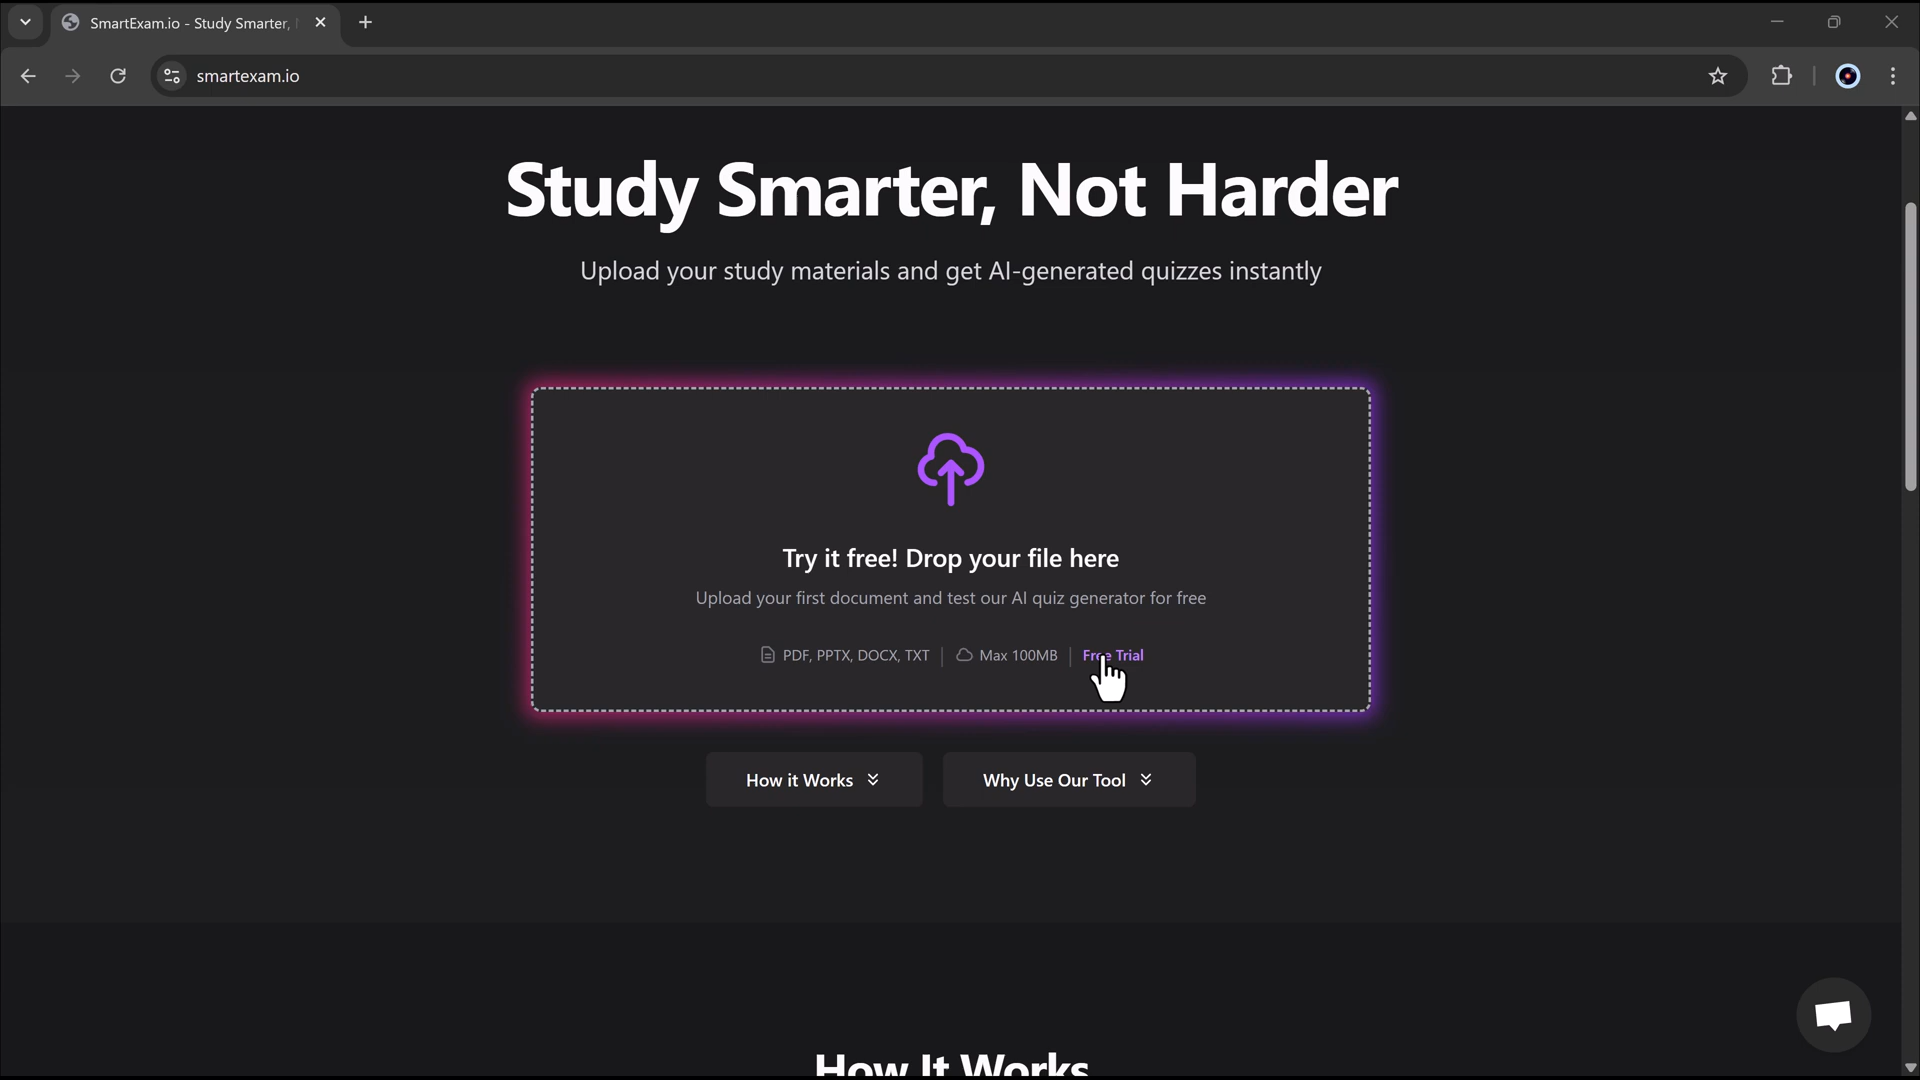 SmartExam.io - Study Smarter,
smartexam.io
Study Smarter, Not Harder
Upload your study materials and get AI-generated quizzes instantly
Try it free! Drop your file here
Upload your first document and test our AI quiz generator for free
PDF, PPTX, DOCX, TXT | Max 100MB | Free Trial
How it Works
Why Use Our Tool
How It Works